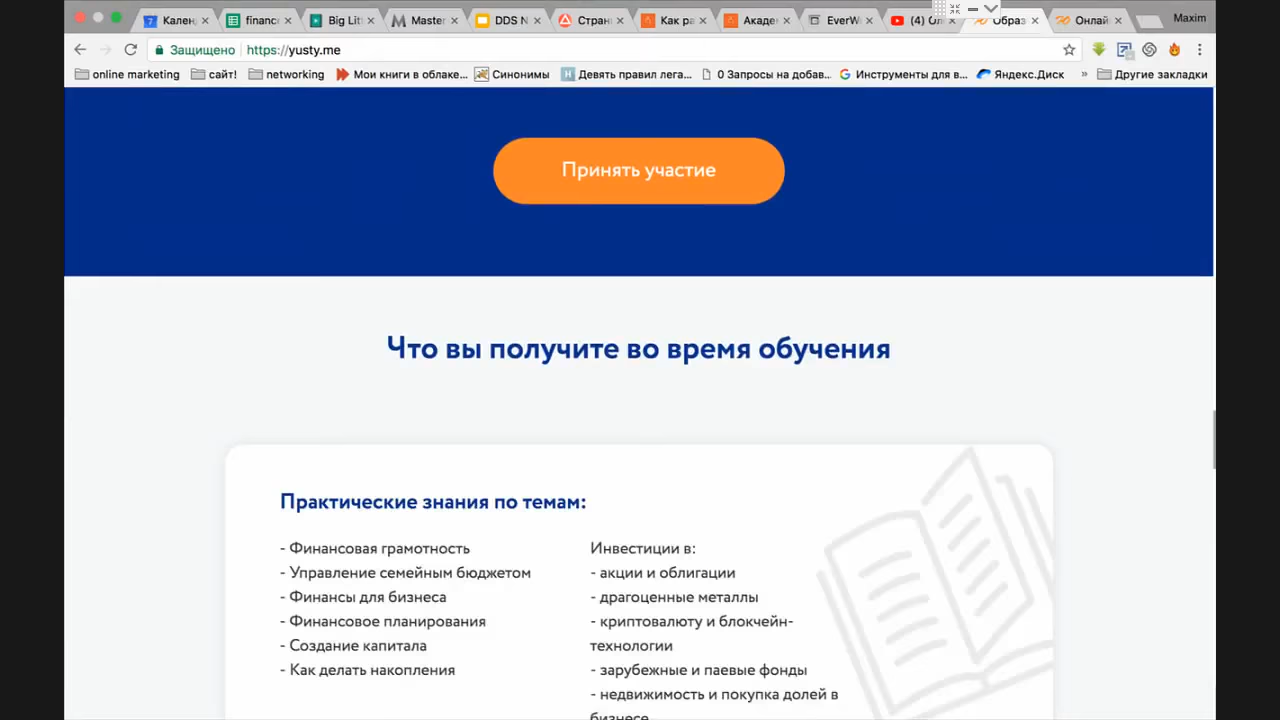 Календ
financ
Big Lit
Master
DDS N
Стран
Как ра
Акаде
EverWi
Образ
Онлай
Maxim
Защищено
https://yusty.me
online marketing
сайт!
networking
Мои книги в облаке...
Синонимы
Девять правил лега...
0 Запросы на добав...
Инструменты для в...
Яндекс.Диск
»
Другие закладки
Принять участие
Что вы получите во время обучения
Практические знания по темам:
- Финансовая грамотность
- Управление семейным бюджетом
- Финансы для бизнеса
- Финансовое планирования
- Создание капитала
- Как делать накопления
Инвестиции в:
- акции и облигации
- драгоценные металлы
- криптовалюту и блокчейн-
технологии
- зарубежные и паевые фонды
- недвижимость и покупка долей в
бизнесе